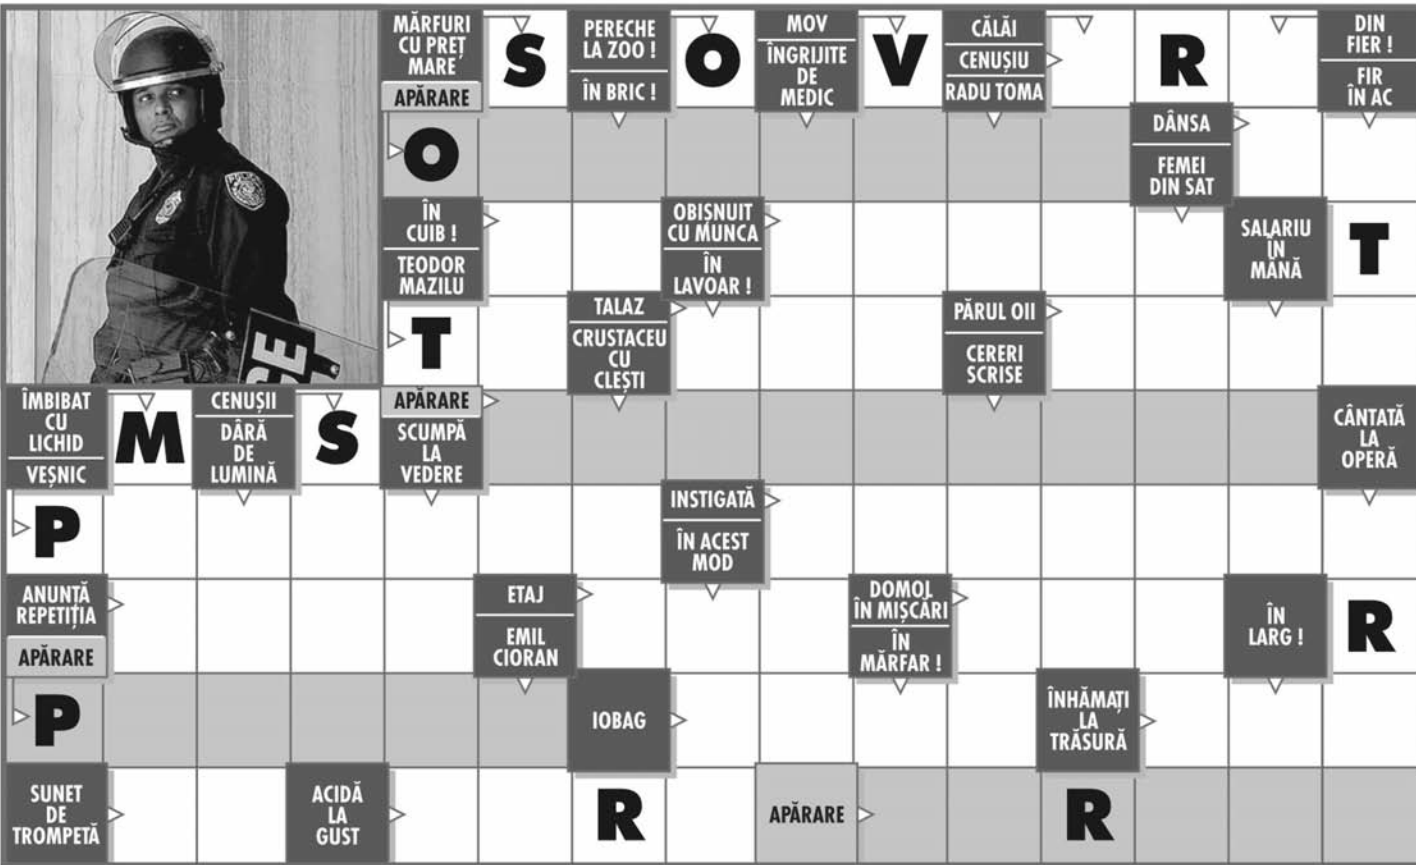 MĂRFURI
CU PREȚ
MARE
APĂRARE
S
PERECHE
LA ZOO !
ÎN BRIC !
O
MOV
ÎNGRIJITE
DE
MEDIC
V
CĂLĂI
CENUȘIU
RADU TOMA
R
DIN
FIER !
FIR
ÎN AC
O
DÂNSA
FEMEI
DIN SAT
ÎN
CUIB !
TEODOR
MAZILU
OBIȘNUIT
CU MUNCA
ÎN
LAVOAR !
SALARIU
ÎN
MÂNĂ
T
T
TALAZ
CRUSTACEU
CU
CLEȘTI
PĂRUL OII
CERERI
SCRISE
ÎMBIBAT
CU
LICHID
VEȘNIC
M
CENUȘII
DÂRĂ
DE
LUMINĂ
S
APĂRARE
SCUMPĂ
LA
VEDERE
CÂNTATĂ
LA
OPERĂ
P
INSTIGATĂ
ÎN ACEST
MOD
ANUNȚĂ
REPETIȚIA
APĂRARE
ETAJ
EMIL
CIORAN
DOMOL
ÎN MIȘCĂRI
ÎN
MĂRFAR !
ÎN
LARG !
R
P
IOBAG
ÎNHĂMAȚI
LA
TRĂSURĂ
SUNET
DE
TROMPETĂ
ACIDĂ
LA
GUST
R
APĂRARE
R